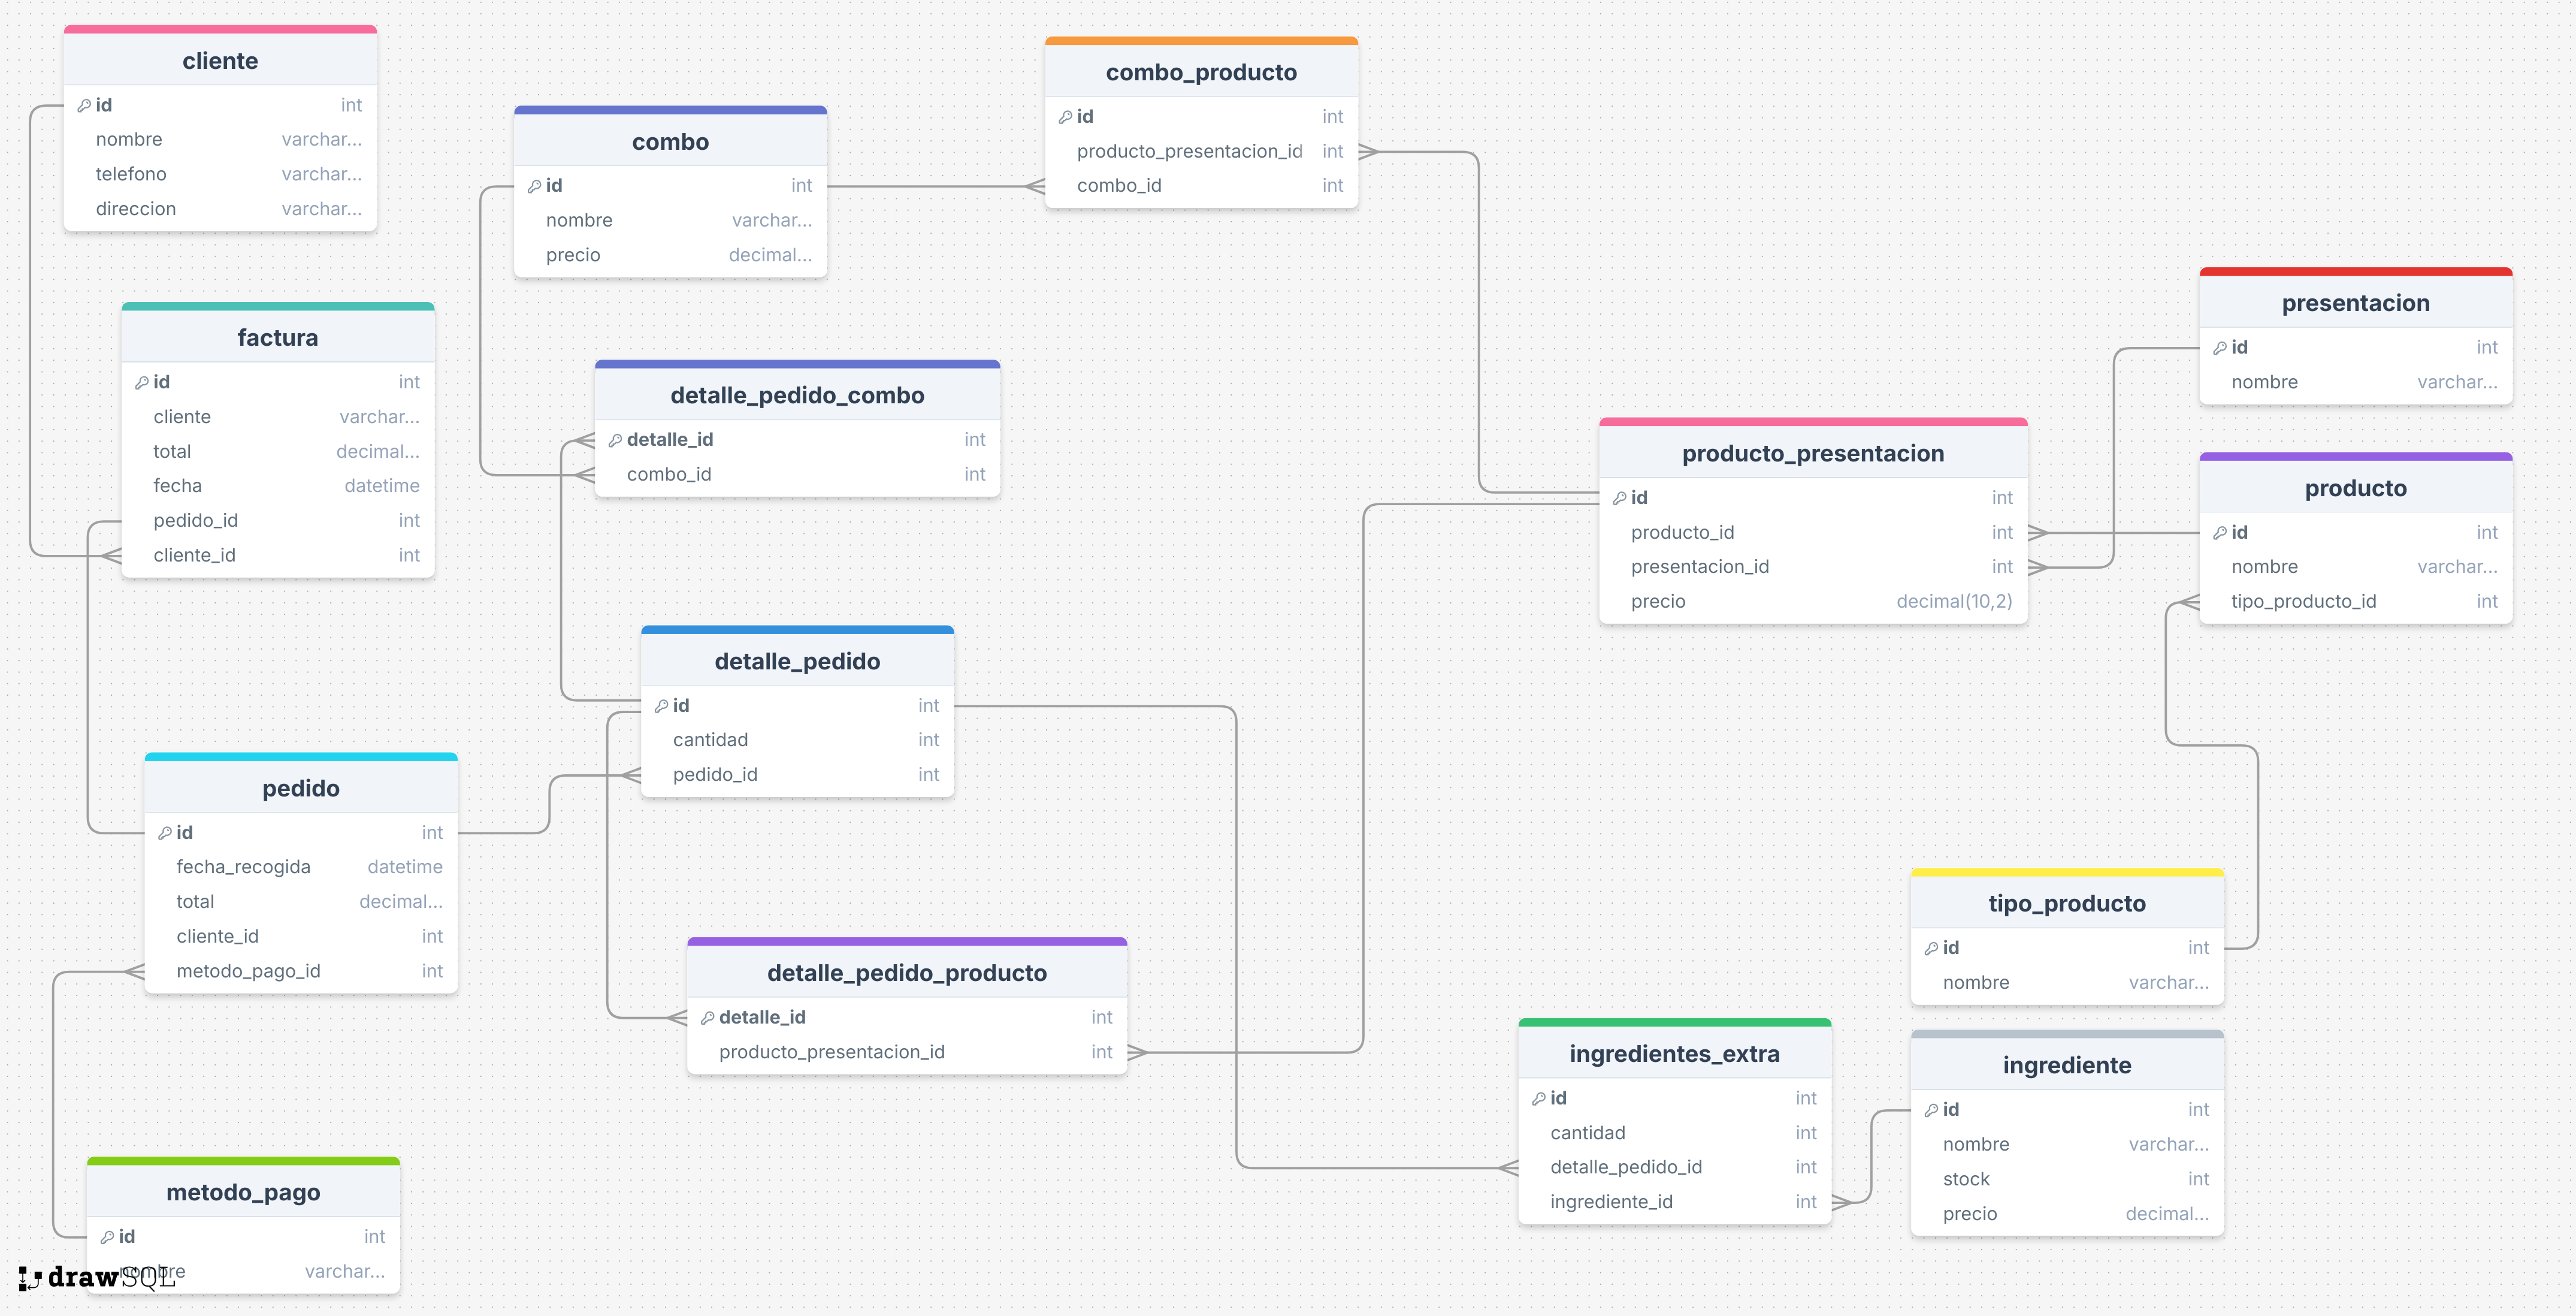 cliente
id int
nombre varchar...
telefono varchar...
direccion varchar...
combo
id int
nombre varchar...
precio decimal...
combo_producto
id int
producto_presentacion_id int
combo_id int
factura
id int
cliente varchar...
total decimal...
fecha datetime
pedido_id int
cliente_id int
detalle_pedido_combo
detalle_id int
combo_id int
presentacion
id int
nombre varchar...
producto_presentacion
id int
producto_id int
presentacion_id int
precio decimal(10,2)
producto
id int
nombre varchar...
tipo_producto_id int
detalle_pedido
id int
cantidad int
pedido_id int
pedido
id int
fecha_recogida datetime
total decimal...
cliente_id int
metodo_pago_id int
detalle_pedido_producto
detalle_id int
producto_presentacion_id int
tipo_producto
id int
nombre varchar...
ingredientes_extra
id int
cantidad int
detalle_pedido_id int
ingrediente_id int
ingrediente
id int
nombre varchar...
stock int
precio decimal...
metodo_pago
id int
nombre varchar...
drawSQL